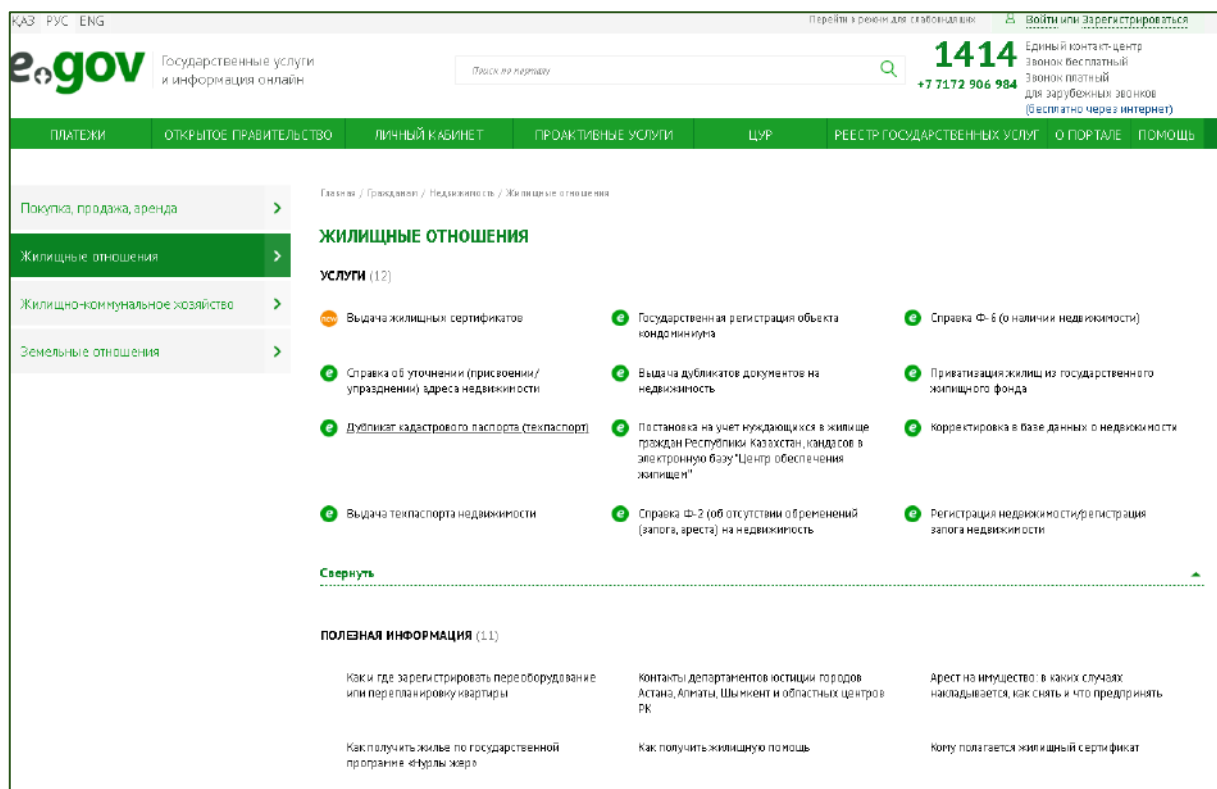 ҚАЗ РУС ENG
Перейти в режим для слабовидящих
Войти или Зарегистрироваться
e.gov
Государственные услуги
и информация онлайн
Поиск по порталу
1414
+7 7172 906 984
Единый контакт-центр
Звонок бесплатный
Звонок платный
для зарубежных звонков
(бесплатно через интернет)
ПЛАТЕЖИ ОТКРЫТОЕ ПРАВИТЕЛЬСТВО ЛИЧНЫЙ КАБИНЕТ ПРОАКТИВНЫЕ УСЛУГИ ЦУР РЕЕСТР ГОСУДАРСТВЕННЫХ УСЛУГ О ПОРТАЛЕ ПОМОЩЬ
Покупка, продажа, аренда
Жилищные отношения
Жилищно-коммунальное хозяйство
Земельные отношения
Главная / Гражданам / Недвижимость / Жилищные отношения
ЖИЛИЩНЫЕ ОТНОШЕНИЯ
УСЛУГИ (12)
new
Выдача жилищных сертификатов
e
Государственная регистрация объекта
кондоминиума
e
Справка Ф-6 (о наличии недвижимости)
e
Справка об уточнении (присвоении/
упразднении) адреса недвижимости
e
Выдача дубликатов документов на
недвижимость
e
Приватизация жилищ из государственного
жилищного фонда
e
Дубликат кадастрового паспорта (техпаспорт)
e
Постановка на учет нуждающихся в жилище
граждан Республики Казахстан, кандасов в
электронную базу "Центр обеспечения
жилищем"
e
Корректировка в базе данных о недвижимости
e
Выдача техпаспорта недвижимости
e
Справка Ф-2 (об отсутствии обременений
(залога, ареста) на недвижимость
e
Регистрация недвижимости/регистрация
залога недвижимости
Свернуть
ПОЛЕЗНАЯ ИНФОРМАЦИЯ (11)
Как и где зарегистрировать переоборудование
или перепланировку квартиры
Контакты департаментов юстиции городов
Астана, Алматы, Шымкент и областных центров
РК
Арест на имущество: в каких случаях
накладывается, как снять и что предпринять
Как получить жилье по государственной
программе «Нурлы жер»
Как получить жилищную помощь
Кому полагается жилищный сертификат